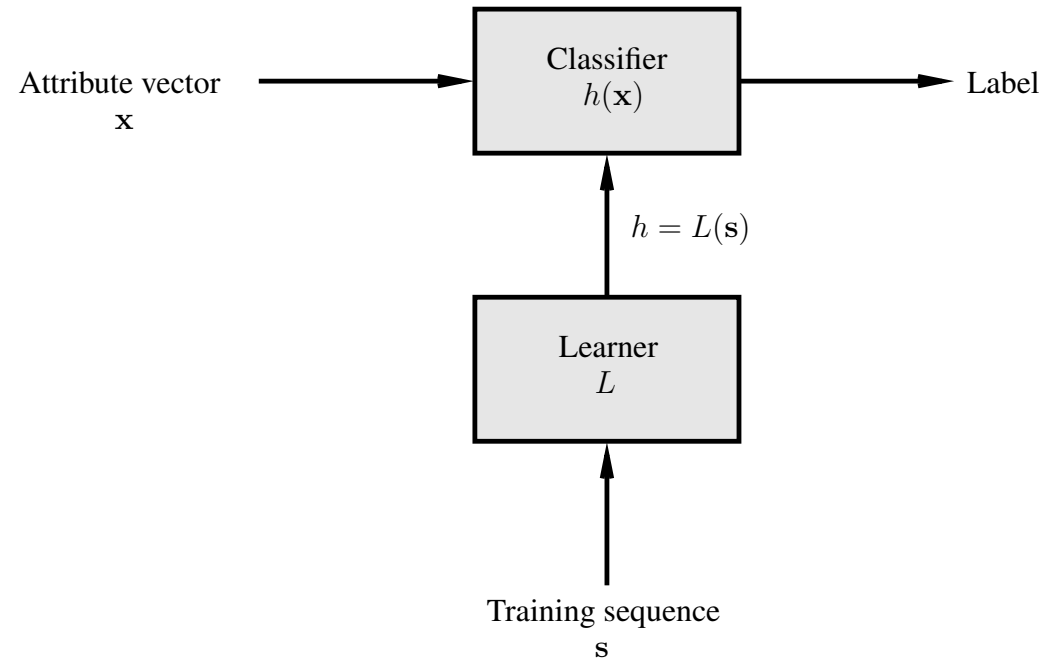 Classifier
h(x)
Attribute vector
x
Label
h = L(s)
Learner
L
Training sequence
s